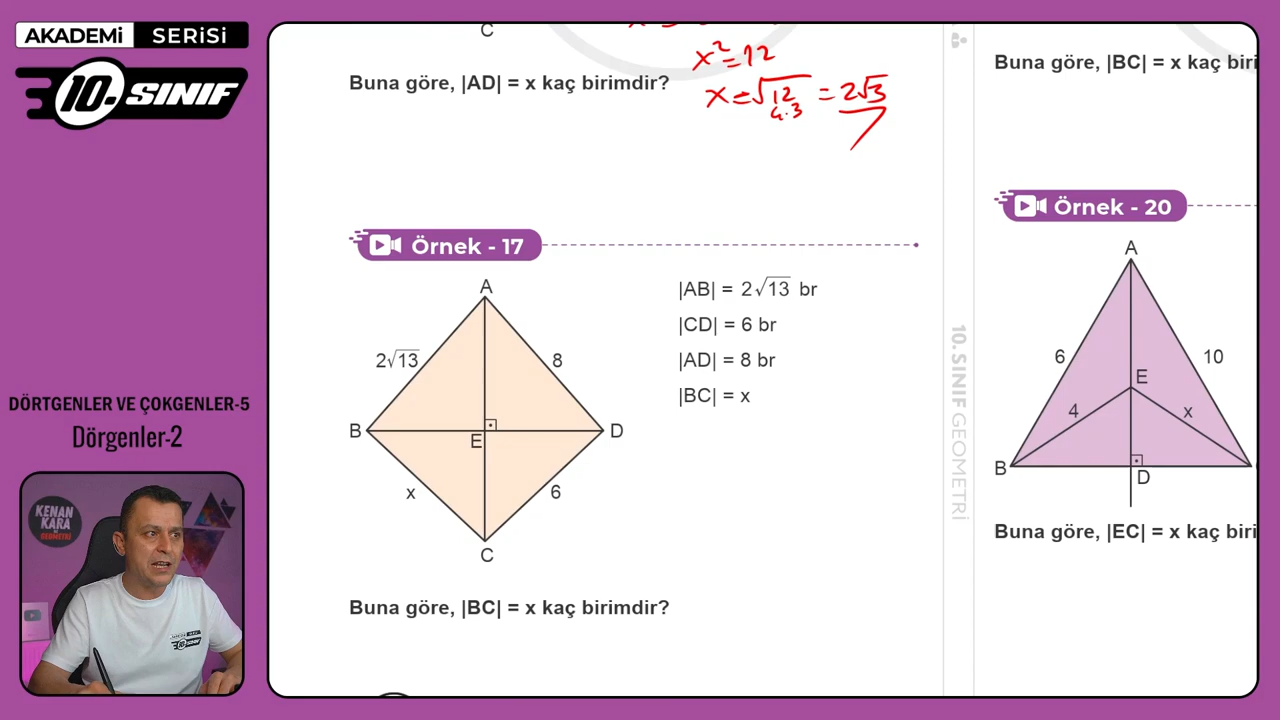 AKADEMİ SERİSİ
10. SINIF
DÖRTGENLER VE ÇOKGENLER-5
Dörgenler-2
KENAN
KARA
ile
GEOMETRİ
C
x² = 12
Buna göre, |AD| = x kaç birimdir?
x = √12 = 2√3
4.3
Örnek - 17
A
2√13
8
B
E
D
x
6
C
|AB| = 2√13 br
|CD| = 6 br
|AD| = 8 br
|BC| = x
Buna göre, |BC| = x kaç birimdir?
10. SINIF GEOMETRİ
Buna göre, |BC| = x kaç biri
Örnek - 20
A
6
10
E
4
x
B
D
Buna göre, |EC| = x kaç biri